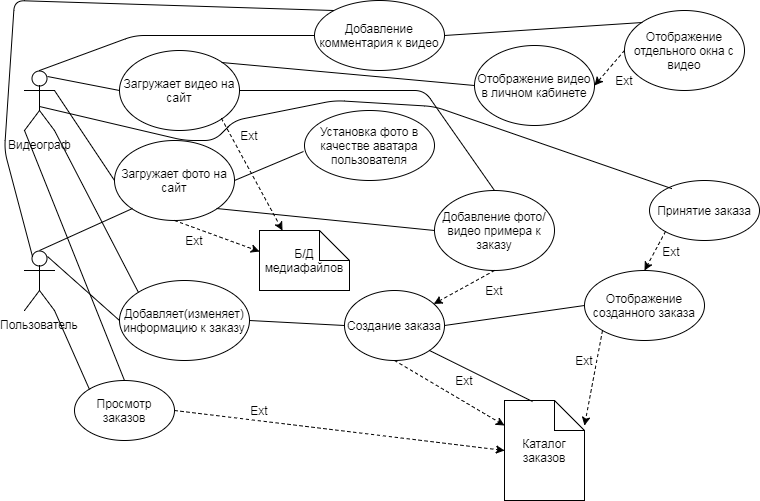 Добавление
комментария к видео
Отображение
отдельного окна с
видео
Загружает видео на
сайт
Отображение видео
в личном кабинете
Ext
Ext
Видеограф
Установка фото в
качестве аватара
пользователя
Загружает фото на
сайт
Добавление фото/
видео примера к
заказу
Принятие заказа
Ext
Б/Д
медиафайлов
Ext
Ext
Пользователь
Добавляет(изменяет)
информацию к заказу
Создание заказа
Отображение
созданного заказа
Ext
Ext
Просмотр
заказов
Ext
Каталог
заказов